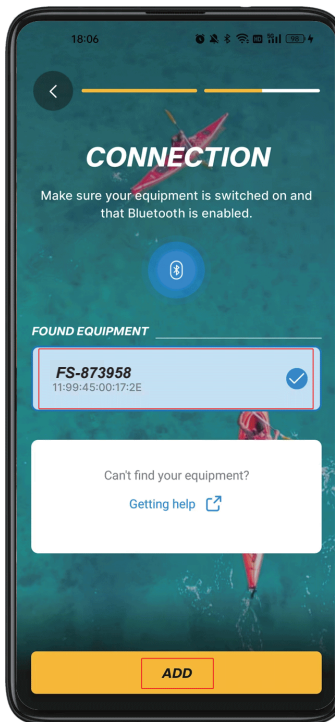 18:06
98
CONNECTION
Make sure your equipment is switched on and
that Bluetooth is enabled.
FOUND EQUIPMENT
FS-873958
11:99:45:00:17:2E
Can't find your equipment?
Getting help
ADD